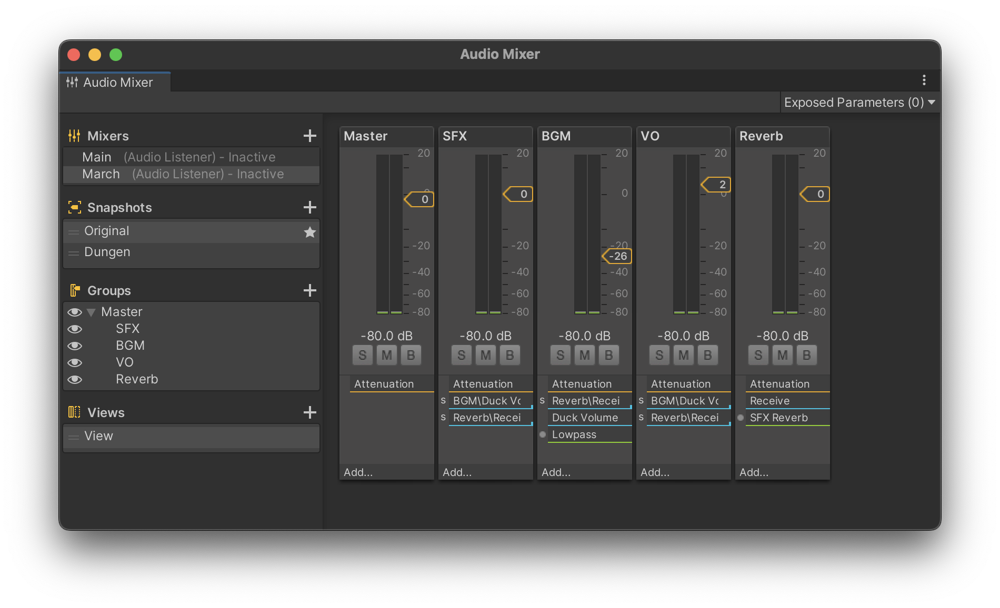 Audio Mixer
Audio Mixer
Exposed Parameters (0)
Mixers
Main (Audio Listener) - Inactive
March (Audio Listener) - Inactive
Snapshots
Original
Dungen
Groups
Master
SFX
BGM
VO
Reverb
Views
View
Master
20
0
0
-20
-40
-60
-80
-80.0 dB
S M B
Attenuation
Add...
SFX
20
0
-20
-40
-60
-80
-80.0 dB
S M B
Attenuation
S BGM\Duck Vo
S Reverb\Recei
Add...
BGM
20
0
-20
-26
-40
-60
-80
-80.0 dB
S M B
Attenuation
S Reverb\Recei
Duck Volume
Lowpass
Add...
VO
20
2
0
-20
-40
-60
-80
-80.0 dB
S M B
Attenuation
S BGM\Duck Vo
S Reverb\Recei
Add...
Reverb
20
0
-20
-40
-60
-80
-80.0 dB
S M B
Attenuation
Receive
SFX Reverb
Add...